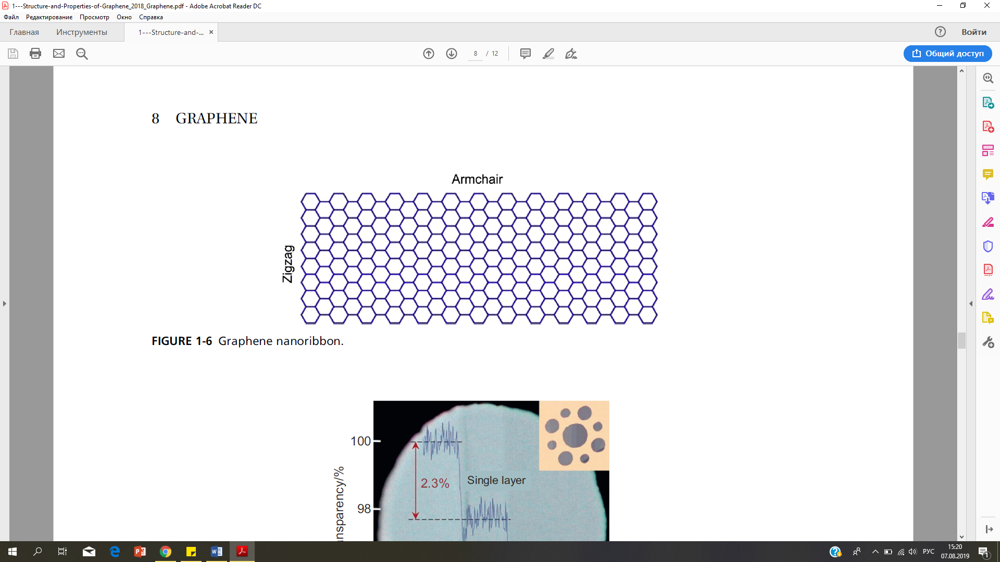 1---Structure-and-Properties-of-Graphene_2018_Graphene.pdf - Adobe Acrobat Reader DC
Файл Редактирование Просмотр Окно Справка
Главная Инструменты 1---Structure-and-... Войти
8 / 12 Общий доступ
8 GRAPHENE
Armchair
Zigzag
FIGURE 1-6 Graphene nanoribbon.
100
2.3%
Single layer
98
nsparency/%
РУС
15:20
07.08.2019
1